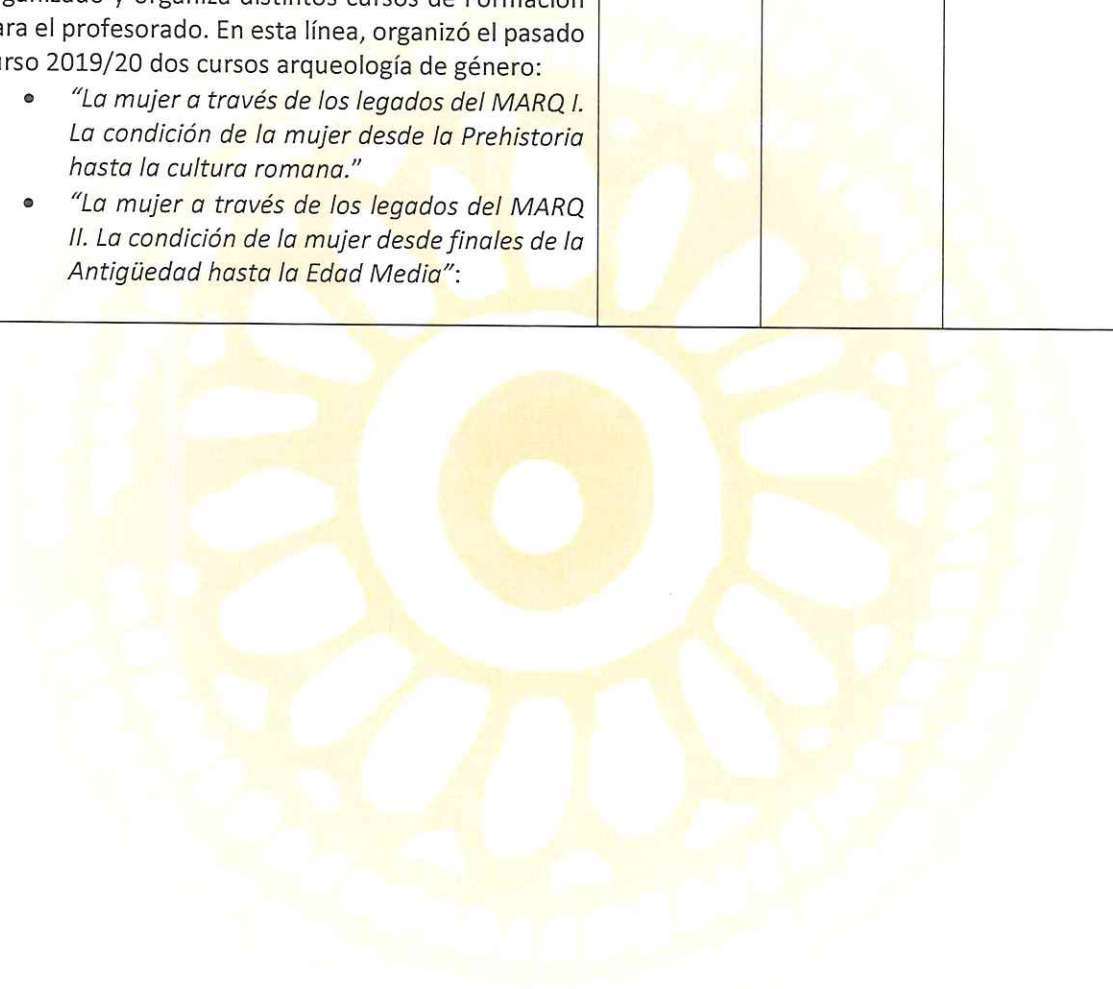 y organiza distintos cursos de Formación
el profesorado. En esta línea, organizó el pasado
2019/20 dos cursos arqueología de género:
• "La mujer a través de los legados del MARQ I.
La condición de la mujer desde la Prehistoria
hasta la cultura romana."
• "La mujer a través de los legados del MARQ
II. La condición de la mujer desde finales de la
Antigüedad hasta la Edad Media":